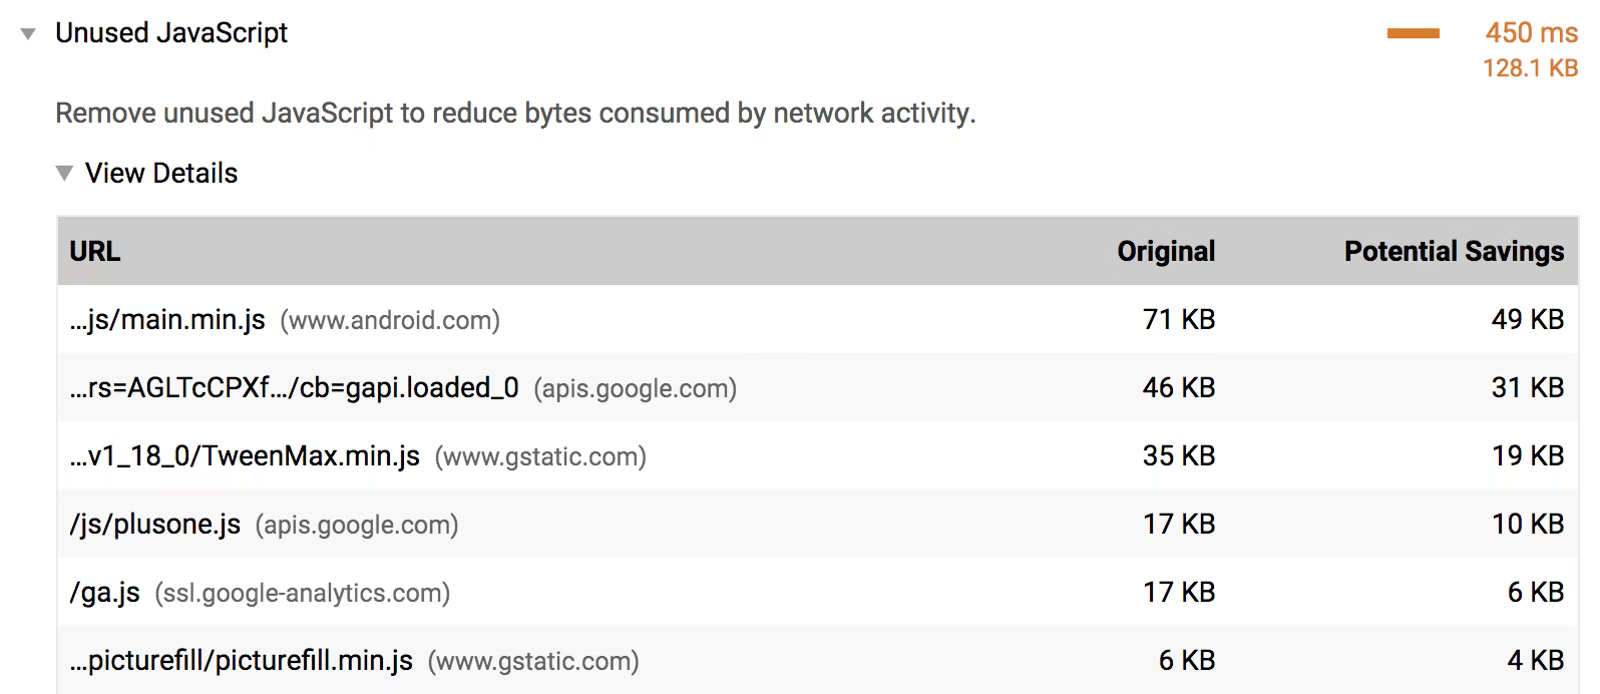 Unused JavaScript 450 ms
128.1 KB
Remove unused JavaScript to reduce bytes consumed by network activity.
View Details
URL Original Potential Savings
...js/main.min.js (www.android.com) 71 KB 49 KB
...rs=AGLTcCPXf.../cb=gapi.loaded_0 (apis.google.com) 46 KB 31 KB
...v1_18_0/TweenMax.min.js (www.gstatic.com) 35 KB 19 KB
/js/plusone.js (apis.google.com) 17 KB 10 KB
/ga.js (ssl.google-analytics.com) 17 KB 6 KB
...picturefill/picturefill.min.js (www.gstatic.com) 6 KB 4 KB